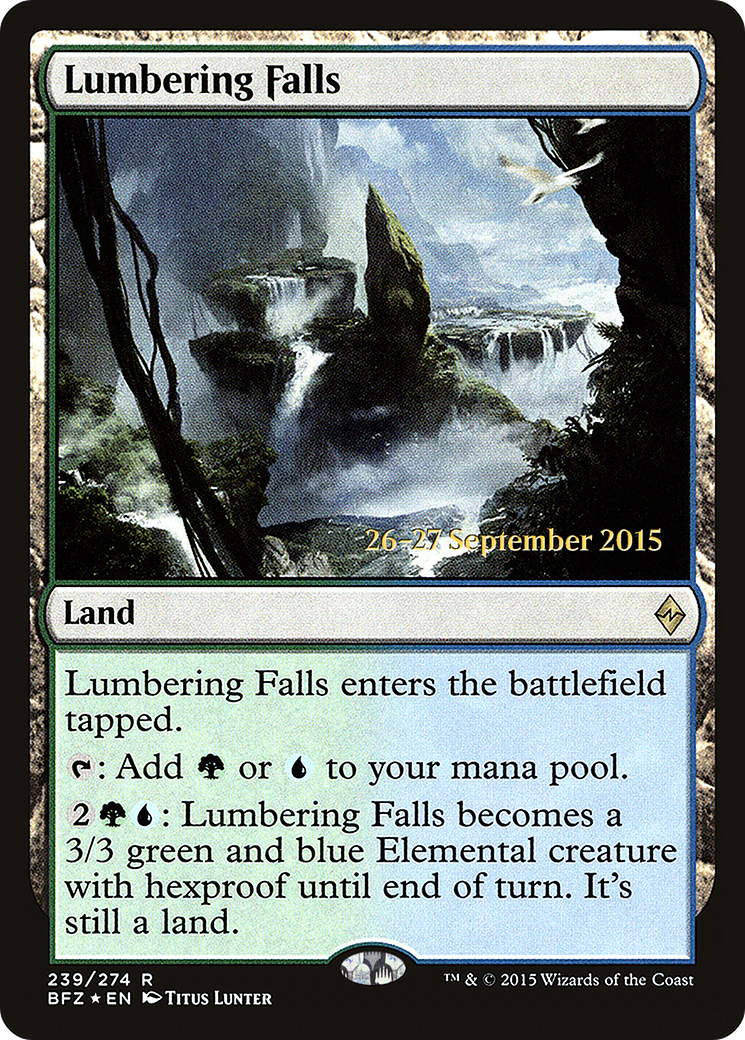 Lumbering Falls
26–27 September 2015
Land
Lumbering Falls enters the battlefield
tapped.
: Add or to your mana pool.
2 : Lumbering Falls becomes a
3/3 green and blue Elemental creature
with hexproof until end of turn. It's
still a land.
239/274 R
BFZ ★ EN Titus Lunter
™ & © 2015 Wizards of the Coast